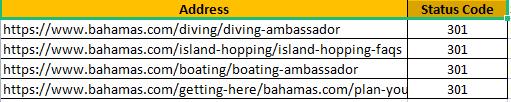 Address Status Code
https://www.bahamas.com/diving/diving-ambassador 301
https://www.bahamas.com/island-hopping/island-hopping-faqs 301
https://www.bahamas.com/boating/boating-ambassador 301
https://www.bahamas.com/getting-here/bahamas.com/plan-you 301